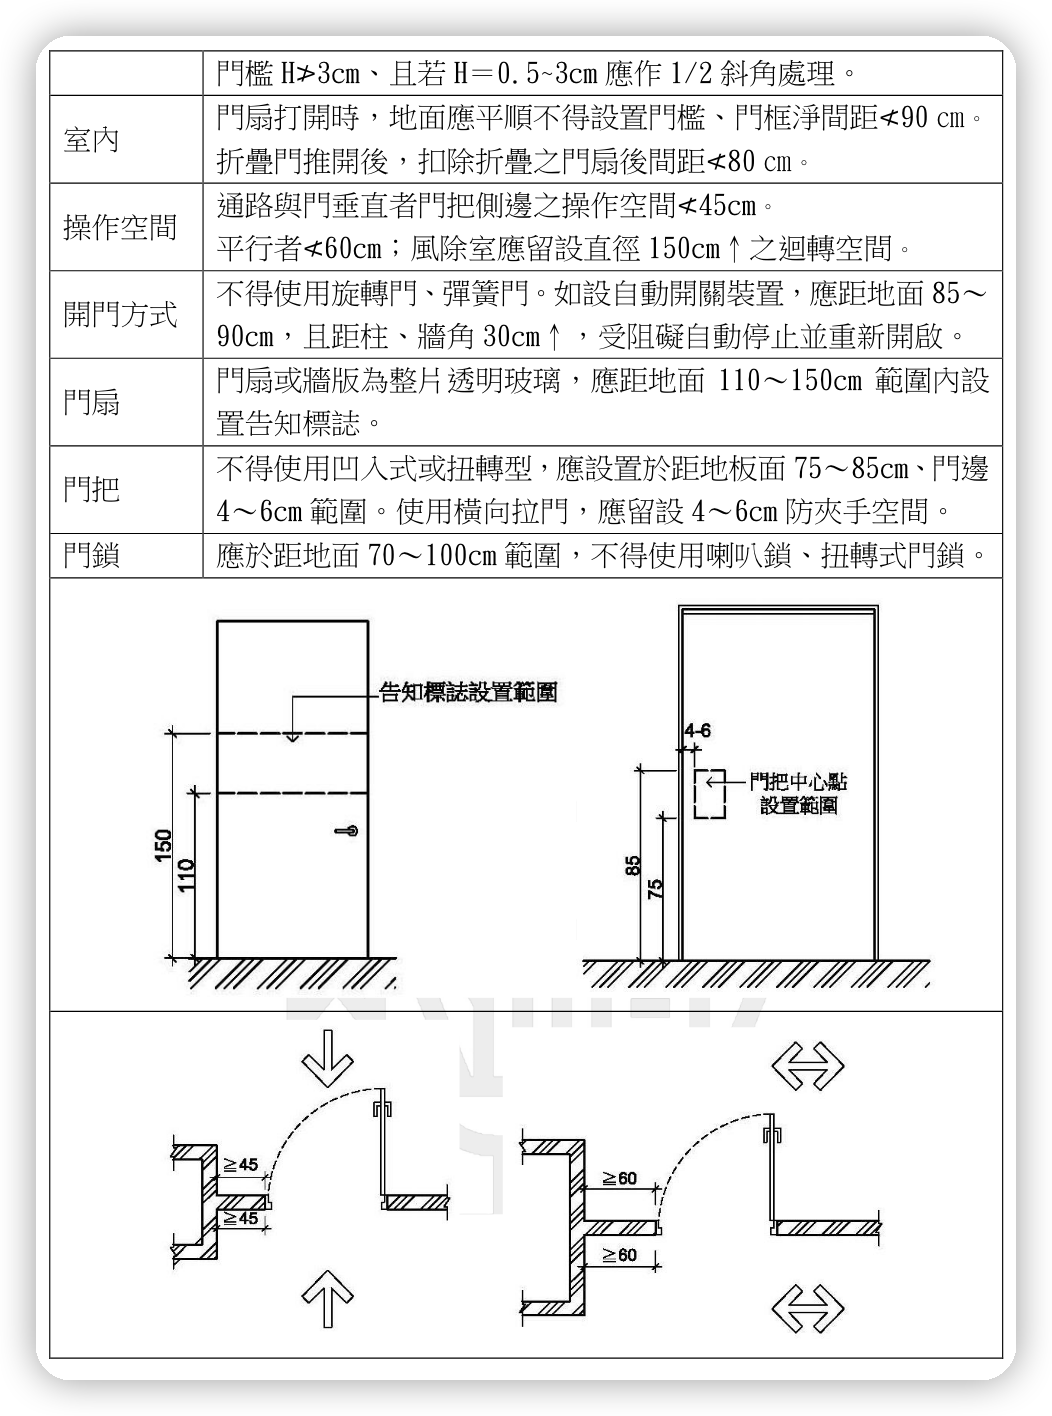 門檻 H≯3cm、且若 H＝0.5~3cm 應作 1/2 斜角處理。
室內
門扇打開時，地面應平順不得設置門檻、門框淨間距≮90 cm。
折疊門推開後，扣除折疊之門扇後間距≮80 cm。
操作空間
通路與門垂直者門把側邊之操作空間≮45cm。
平行者≮60cm；風除室應留設直徑 150cm↑之迴轉空間。
開門方式
不得使用旋轉門、彈簧門。如設自動開關裝置，應距地面 85～
90cm，且距柱、牆角 30cm↑，受阻礙自動停止並重新開啟。
門扇
門扇或牆版為整片透明玻璃，應距地面 110～150cm 範圍內設
置告知標誌。
門把
不得使用凹入式或扭轉型，應設置於距地板面 75～85cm、門邊
4～6cm 範圍。使用橫向拉門，應留設 4～6cm 防夾手空間。
門鎖
應於距地面 70～100cm 範圍，不得使用喇叭鎖、扭轉式門鎖。
告知標誌設置範圍
150
110
4-6
門把中心點
設置範圍
85
75
≧45
≧45
≧60
≧60